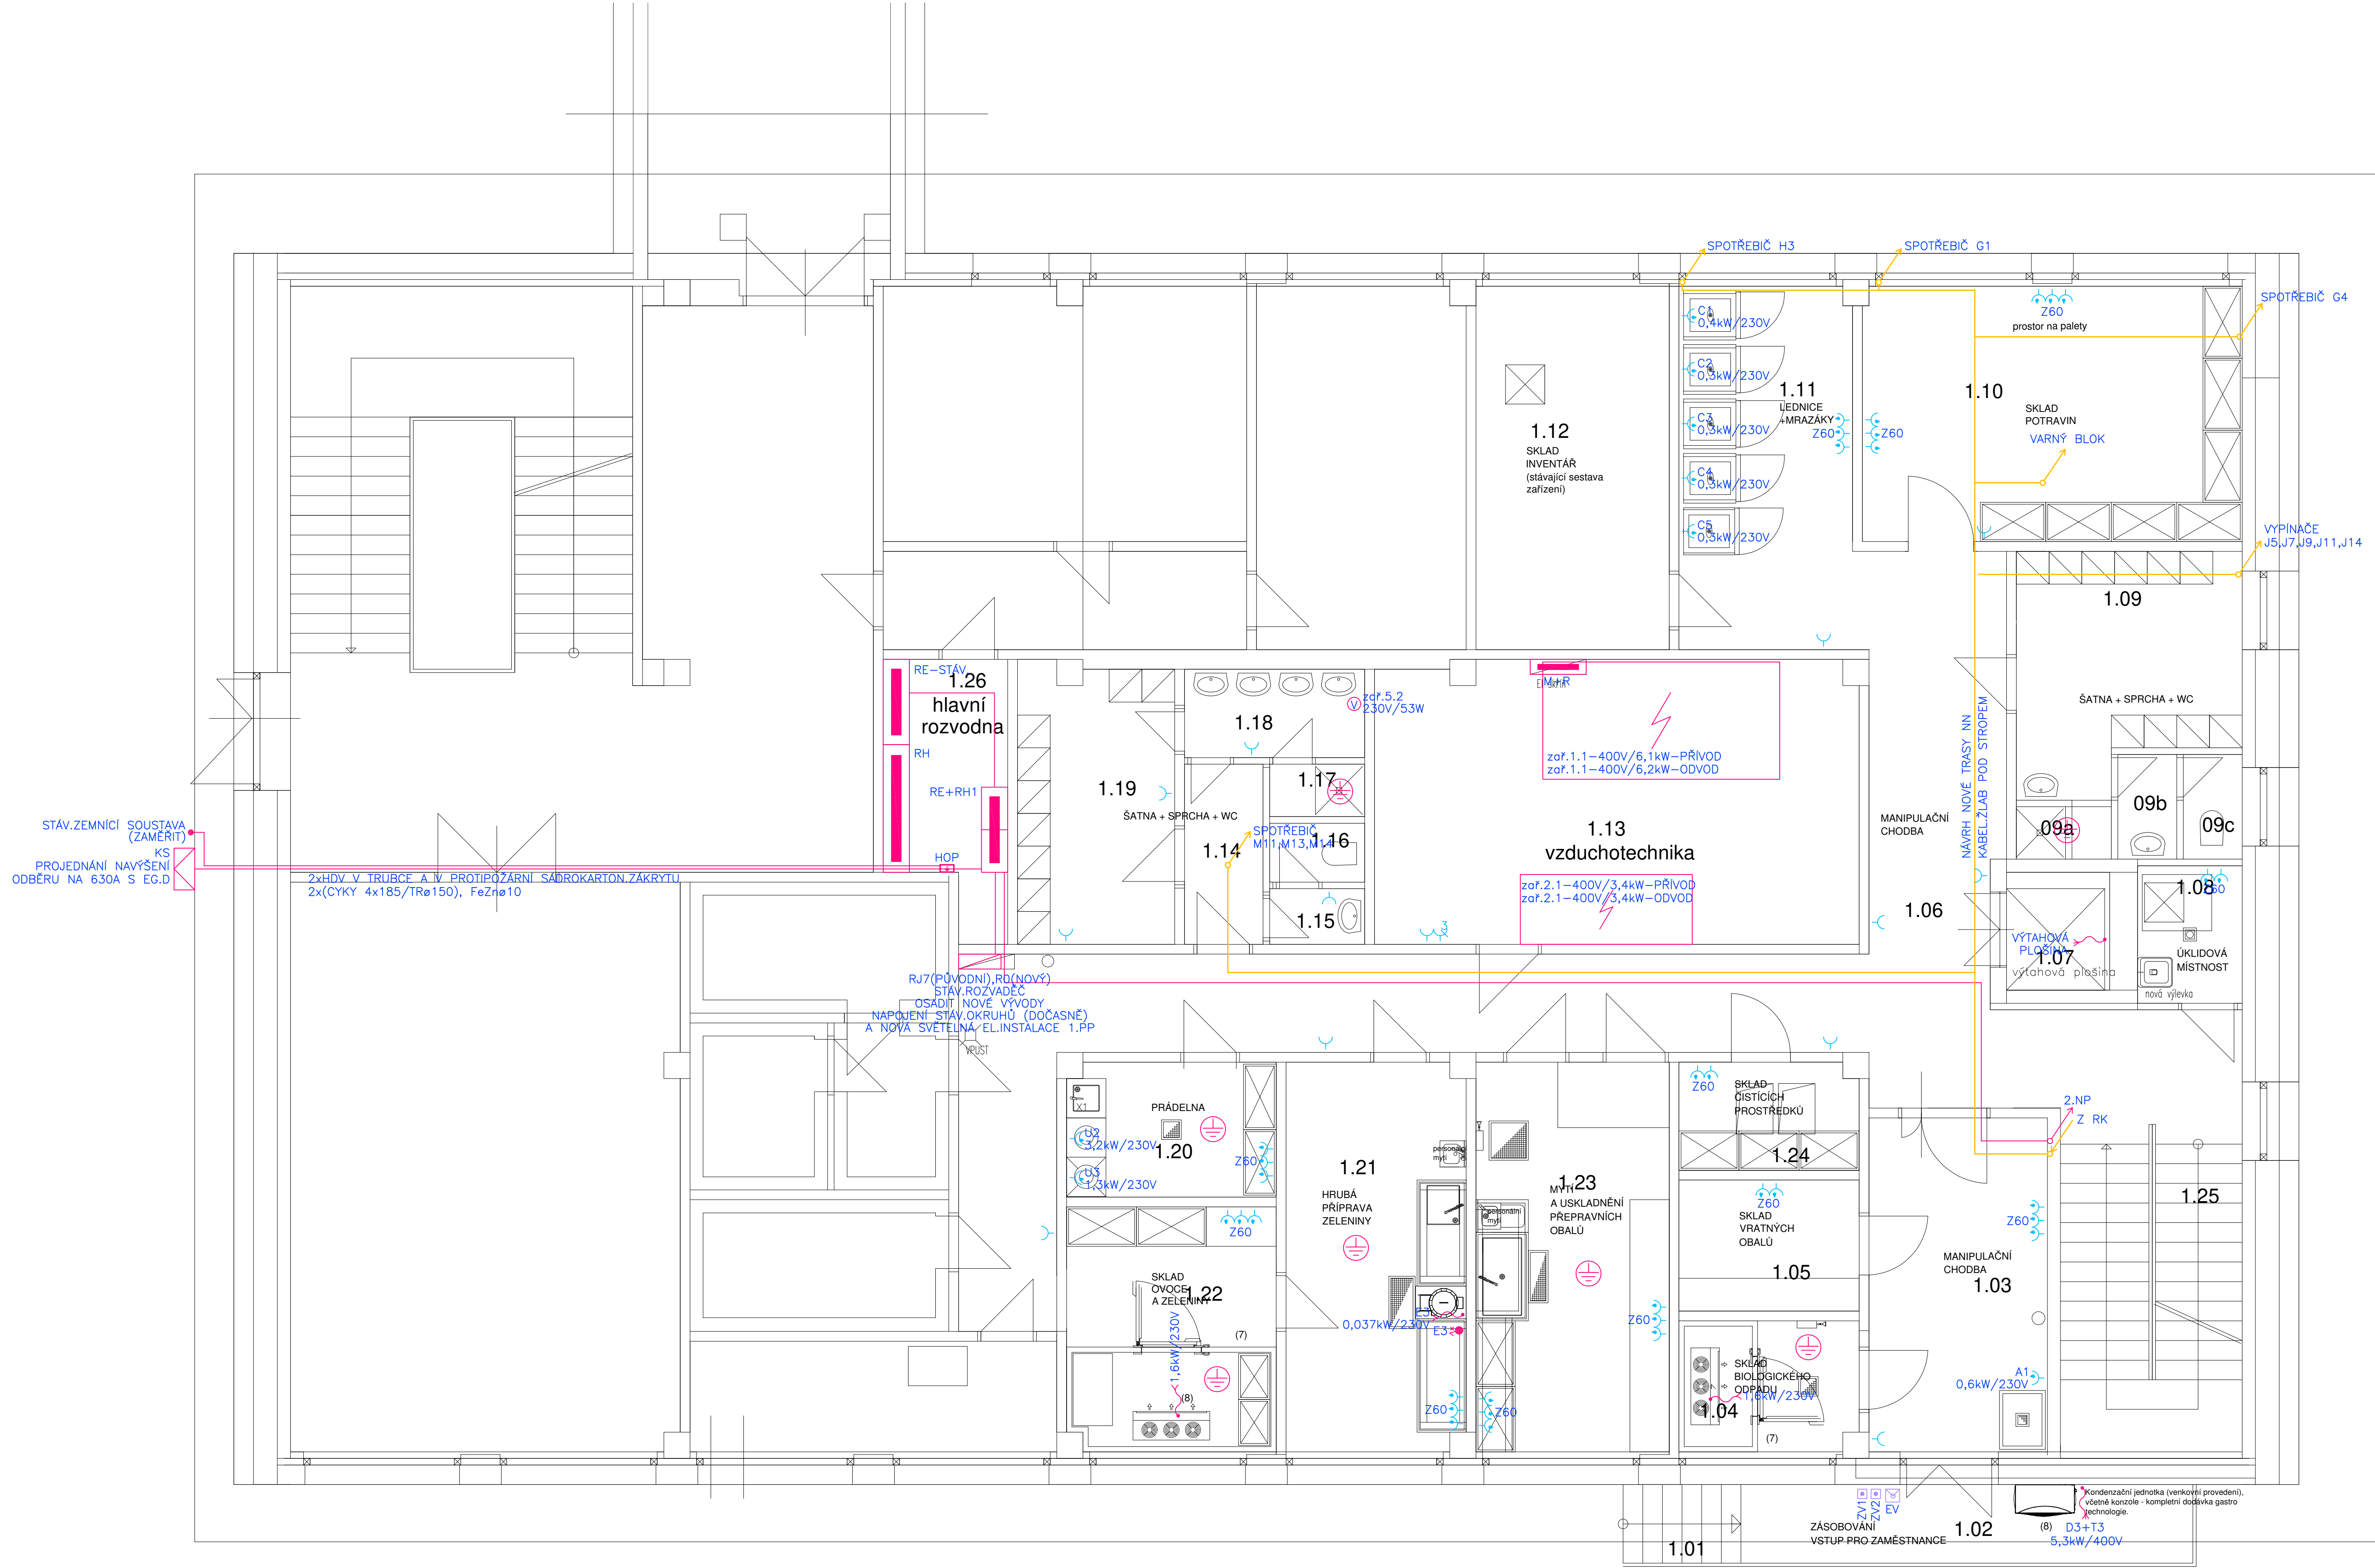 SPOTŘEBIČ H3
SPOTŘEBIČ G1
SPOTŘEBIČ G4
Z60
prostor na palety
C1
0,4kW/230V
C2
0,3kW/230V
C3
0,3kW/230V
C4
0,3kW/230V
C5
0,3kW/230V
1.11
LEDNICE
+MRAZÁKY
Z60
Z60
1.10
SKLAD
POTRAVIN
VARNÝ BLOK
1.12
SKLAD
INVENTÁŘ
(stávající sestava
zařízení)
VYPÍNAČE
J5,J7,J9,J11,J14
1.09
ŠATNA + SPRCHA + WC
NÁVRH NOVÉ TRASY NN
KABEL.ŽLAB POD STROPEM
RE-STÁV.
1.26
hlavní
rozvodna
RH
RE+RH1
HOP
1.18
V
zař.5.2
230V/53W
1.17
1.19
ŠATNA + SPRCHA + WC
SPOTŘEBIČ
M11,M13,M14
1.14
1.16
1.15
M+R
zař.1.1-400V/6,1kW-PŘÍVOD
zař.1.1-400V/6,2kW-ODVOD
1.13
vzduchotechnika
zař.2.1-400V/3,4kW-PŘÍVOD
zař.2.1-400V/3,4kW-ODVOD
3
MANIPULAČNÍ
CHODBA
1.06
09a
09b
09c
1.08
Z60
VÝTAHOVÁ
PLOŠINA
1.07
výtahová plošina
ÚKLIDOVÁ
MÍSTNOST
nová výlevka
STÁV.ZEMNÍCÍ SOUSTAVA
(ZAMĚŘIT)
KS
PROJEDNÁNÍ NAVÝŠENÍ
ODBĚRU NA 630A S EG.D
2xHDV V TRUBCE A IV PROTIPOŽÁRNÍ SÁDROKARTON.ZÁKRYTU
2x(CYKY 4x185/TRø150), FeZnø10
RJ7(PŮVODNÍ),R0(NOVÝ)
STÁV.ROZVADĚČ
OSADIT NOVÉ VÝVODY
NAPOJENÍ STÁV.OKRUHŮ (DOČASNĚ)
A NOVÁ SVĚTELNÁ EL.INSTALACE 1.PP
VPUST
X1
PRÁDELNA
U2
3,2kW/230V
1.20
U3
1,3kW/230V
Z60
Z60
SKLAD
OVOCE
A ZELENINY
1.22
(7)
1,6kW/230V
(8)
1.21
HRUBÁ
PŘÍPRAVA
ZELENINY
personální
mytí
E3
0,037kW/230V
E3
Z60
1.23
MYTÍ
A USKLADNĚNÍ
PŘEPRAVNÍCH
OBALŮ
personální
mytí
Z60
Z60
Z60
SKLAD
ČISTÍCÍCH
PROSTŘEDKŮ
1.24
Z60
SKLAD
VRATNÝCH
OBALŮ
1.05
SKLAD
BIOLOGICKÉHO
ODPADU
1,6kW/230V
1.04
(7)
2.NP
Z RK
1.25
Z60
MANIPULAČNÍ
CHODBA
1.03
A1
0,6kW/230V
ZV1
ZV2
EV
ZÁSOBOVÁNÍ
VSTUP PRO ZAMĚSTNANCE
1.02
1.01
Kondenzační jednotka (venkovní provedení),
včetně konzole - kompletní dodávka gastro
technologie.
(8)
D3+T3
5,3kW/400V